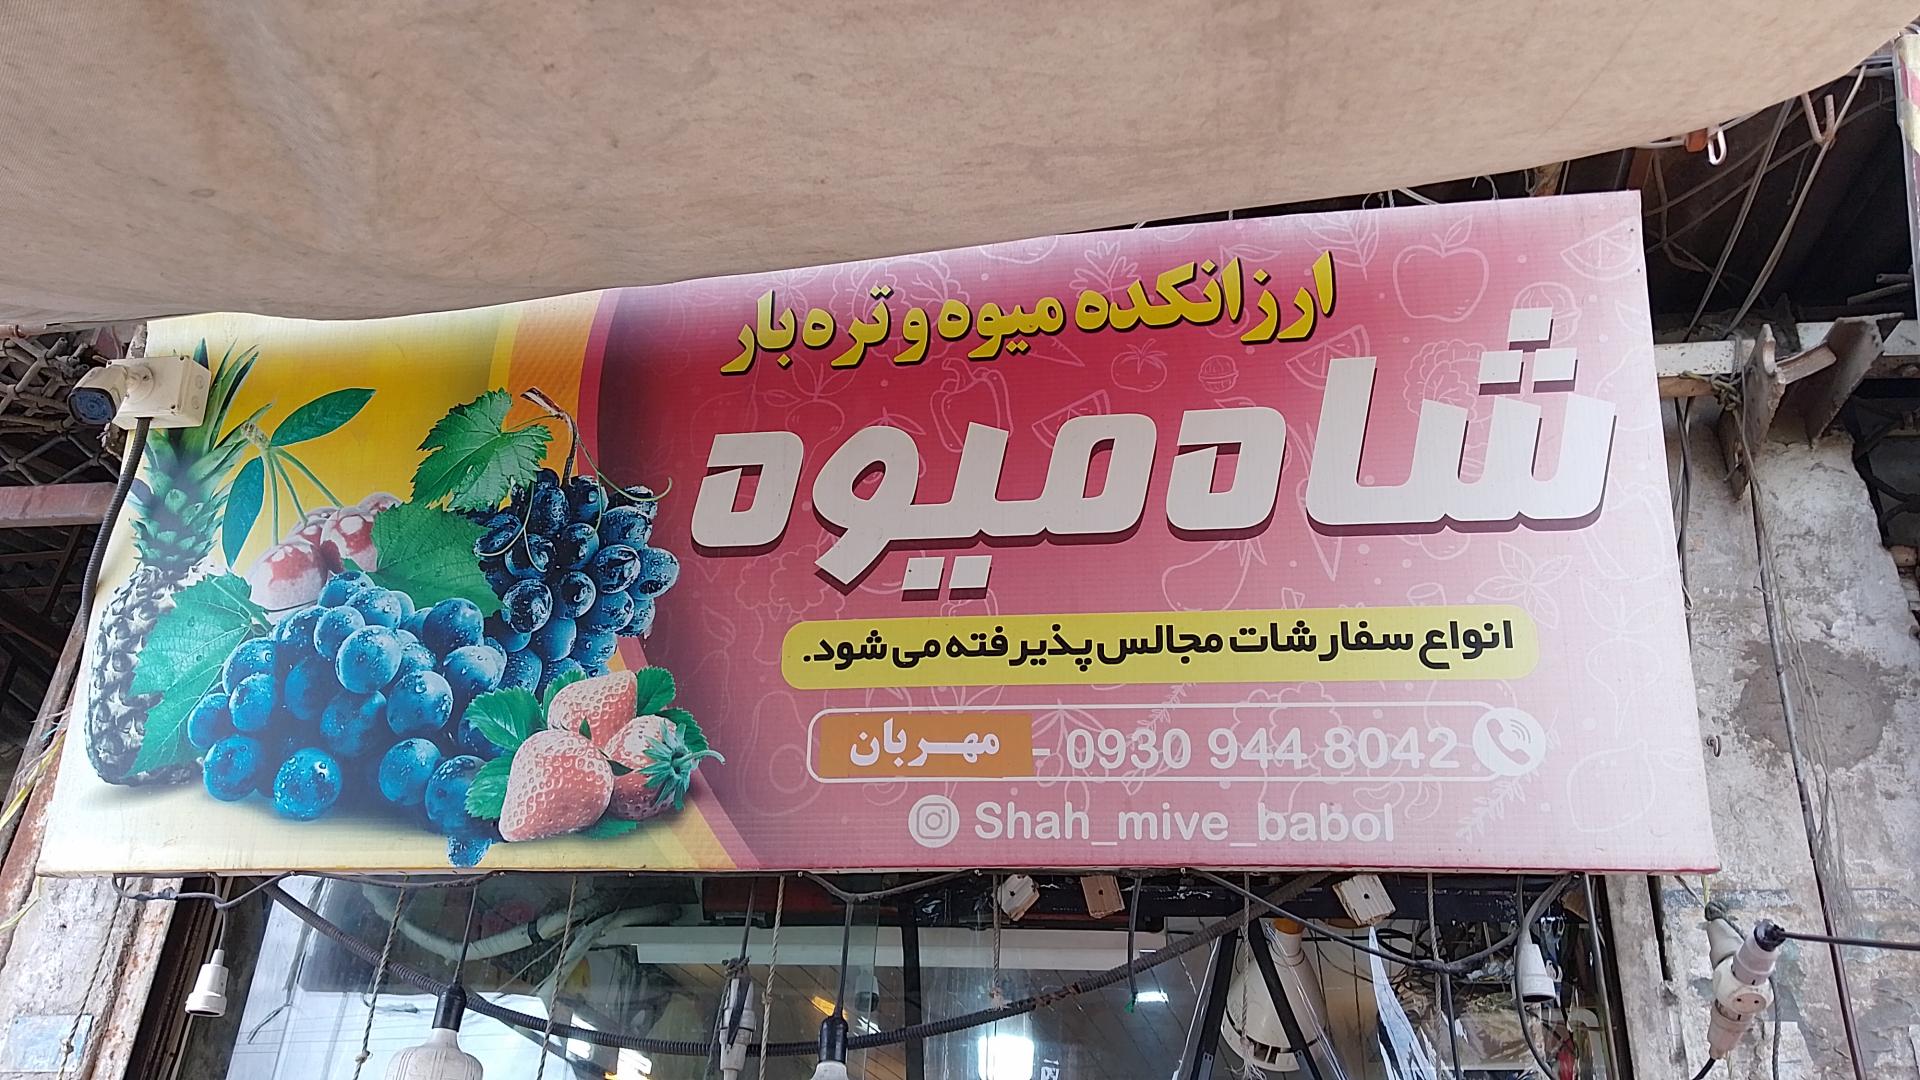 ارزانکده میوه و تره بار
شاه میوه
انواع سفارشات مجالس پذیرفته می شود.
0930 944 8042 - مهربان
Shah_mive_babol